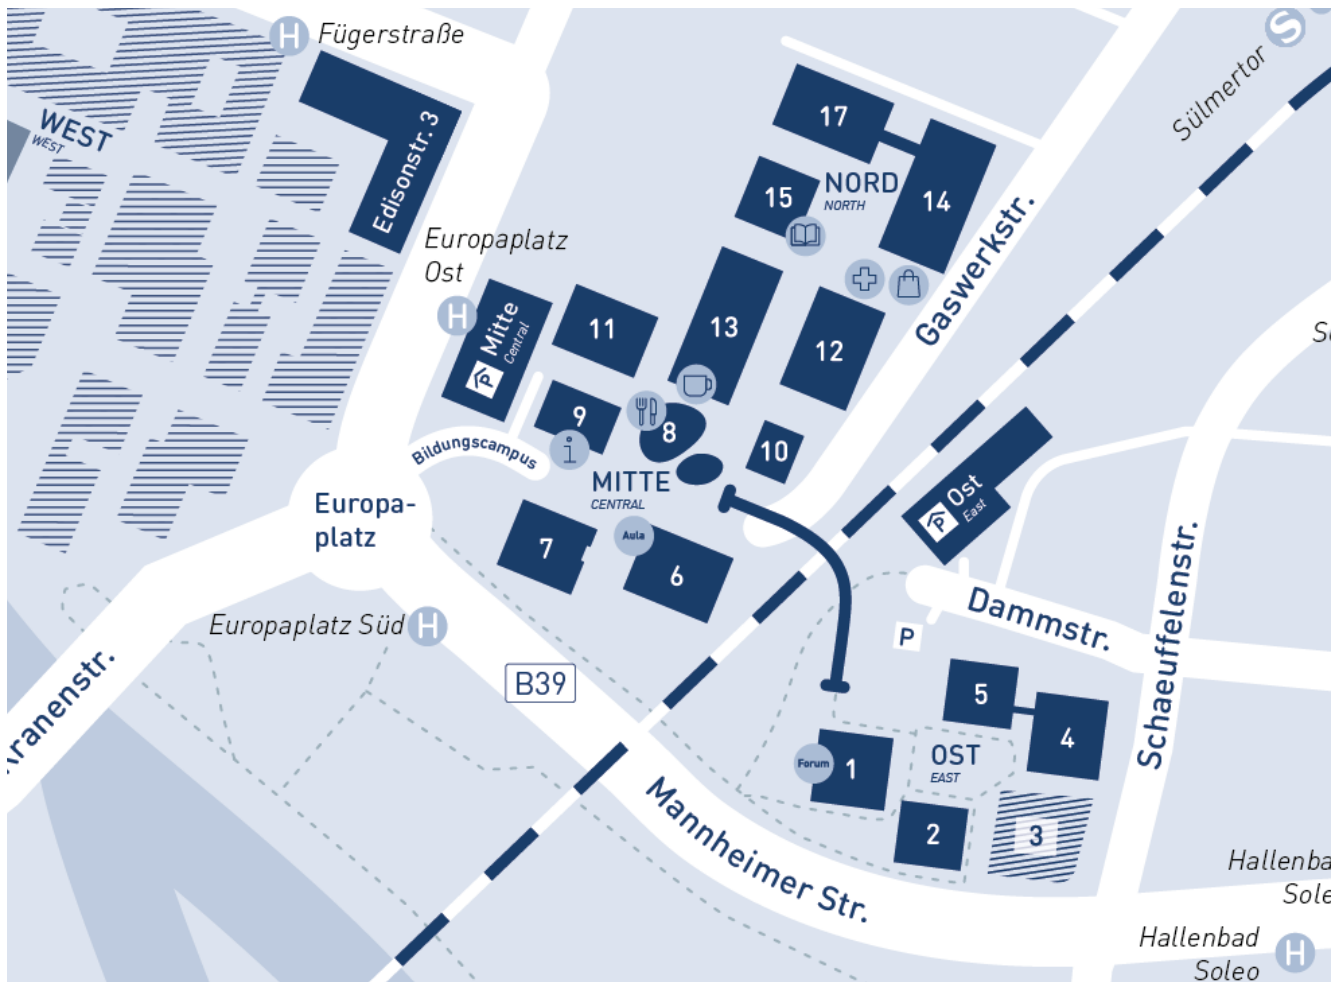 H Fügerstraße
S
Sülmertor
WEST
WEST
Edisonstr. 3
17
NORD
NORTH
15
14
Europaplatz
Ost
H
Mitte
Central
P
11
13
12
Gaswerkstr.
9
8
10
i
Bildungscampus
MITTE
CENTRAL
Ost
East
P
Europa-
platz
7
Aula
6
Europaplatz Süd H
Dammstr.
P
Schaeuffelenstr.
B39
5
4
OST
EAST
Forum
1
2
3
Mannheimer Str.
Hallenbad
Soleo
H